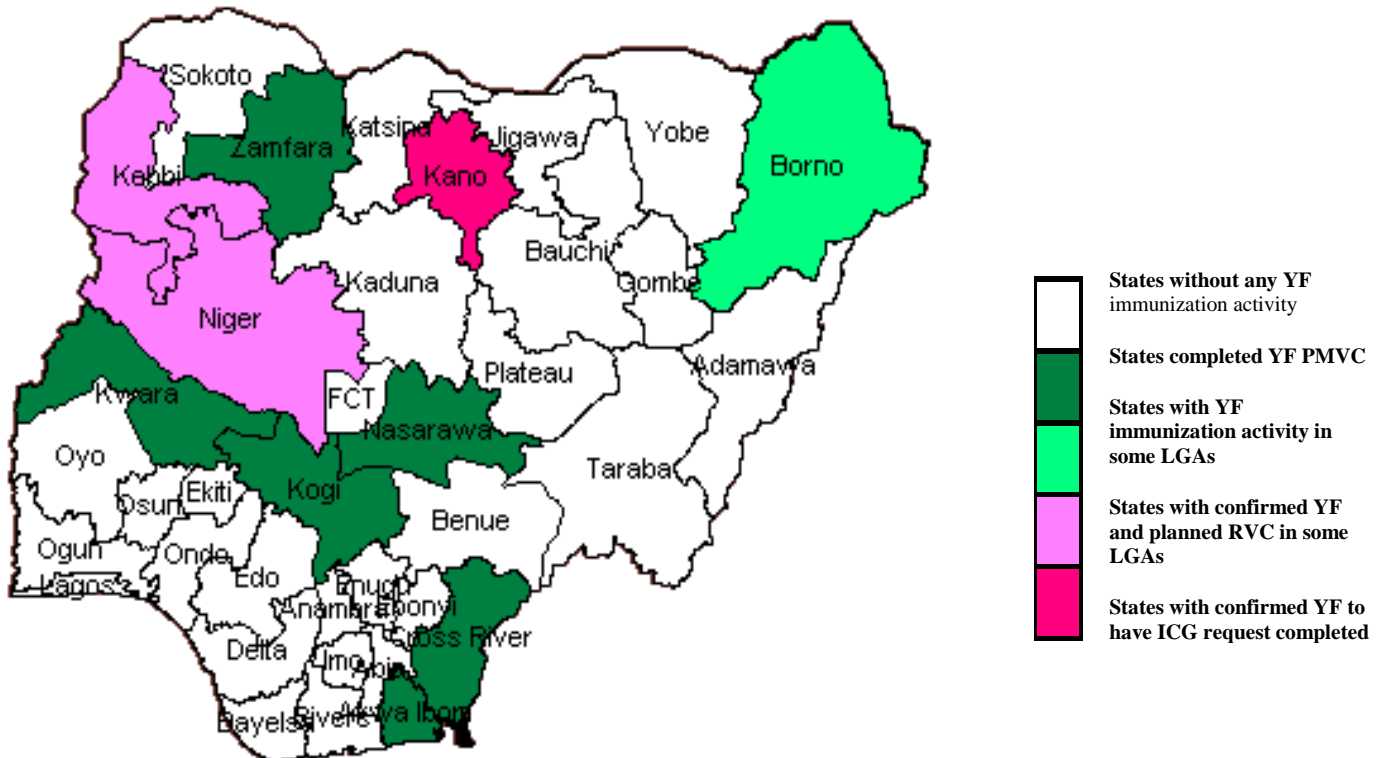 Sokoto
Katsina
Zamfara
Jigawa
Yobe
Borno
Kebbi
Kano
Bauchi
Gombe
Kaduna
Niger
Adamawa
Plateau
FCT
Kwara
Nasarawa
Taraba
Oyo
Kogi
Osun
Ekiti
Benue
Ogun
Ondo
Edo
Lagos
Enugu
Anambra
Ebonyi
Cross River
Delta
Imo
Abia
Bayelsa
Rivers
Akwa Ibom
States without any YF
immunization activity
States completed YF PMVC
States with YF
immunization activity in
some LGAs
States with confirmed YF
and planned RVC in some
LGAs
States with confirmed YF to
have ICG request completed